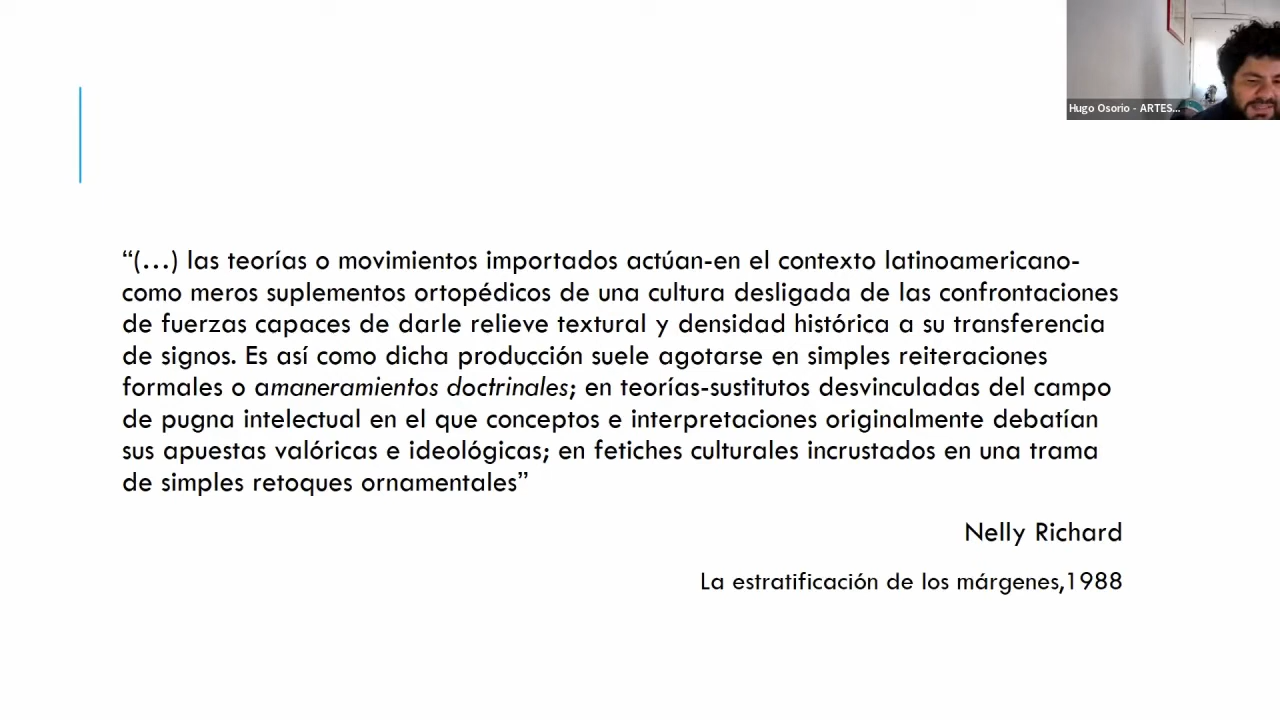 Hugo Osorio - ARTES...
“(...) las teorías o movimientos importados actúan-en el contexto latinoamericano-
como meros suplementos ortopédicos de una cultura desligada de las confrontaciones
de fuerzas capaces de darle relieve textural y densidad histórica a su transferencia
de signos. Es así como dicha producción suele agotarse en simples reiteraciones
formales o amaneramientos doctrinales; en teorías-sustitutos desvinculadas del campo
de pugna intelectual en el que conceptos e interpretaciones originalmente debatían
sus apuestas valóricas e ideológicas; en fetiches culturales incrustados en una trama
de simples retoques ornamentales”
Nelly Richard
La estratificación de los márgenes,1988